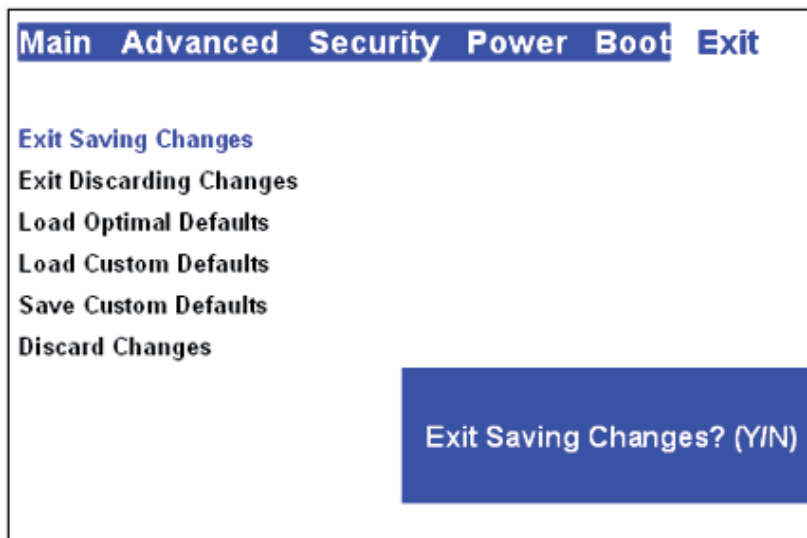 Main Advanced Security Power Boot Exit
Exit Saving Changes
Exit Discarding Changes
Load Optimal Defaults
Load Custom Defaults
Save Custom Defaults
Discard Changes
Exit Saving Changes? (Y/N)